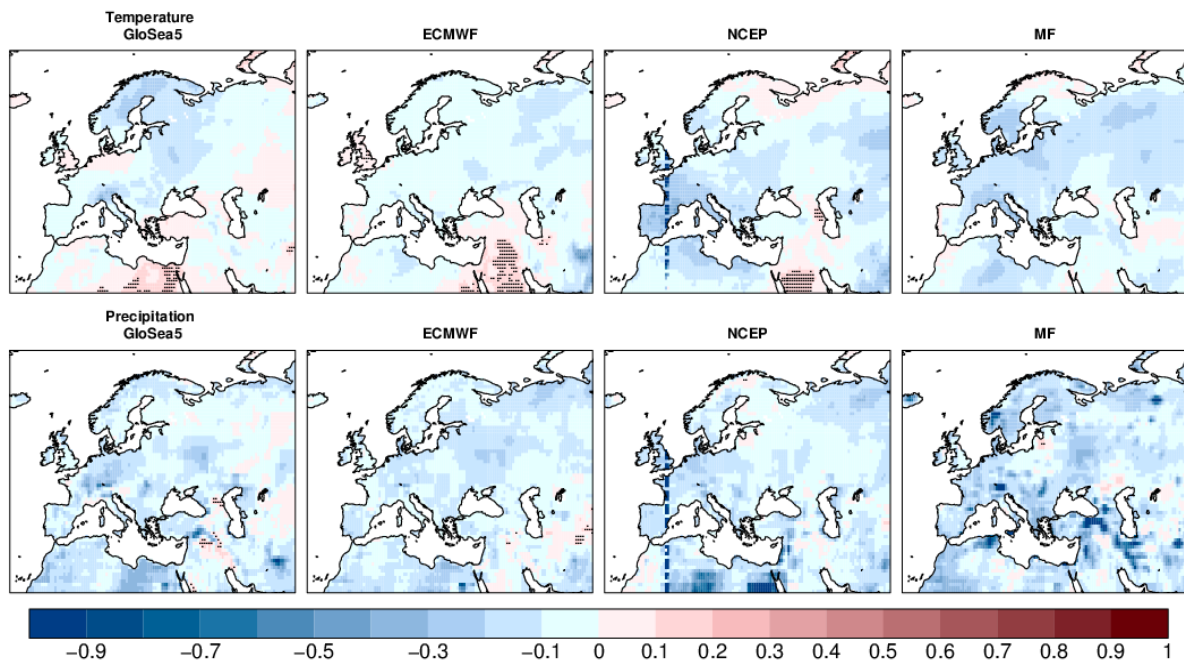 Temperature
GloSea5 ECMWF NCEP MF
Precipitation
GloSea5 ECMWF NCEP MF
−0.9 −0.7 −0.5 −0.3 −0.1 0 0.1 0.2 0.3 0.4 0.5 0.6 0.7 0.8 0.9 1